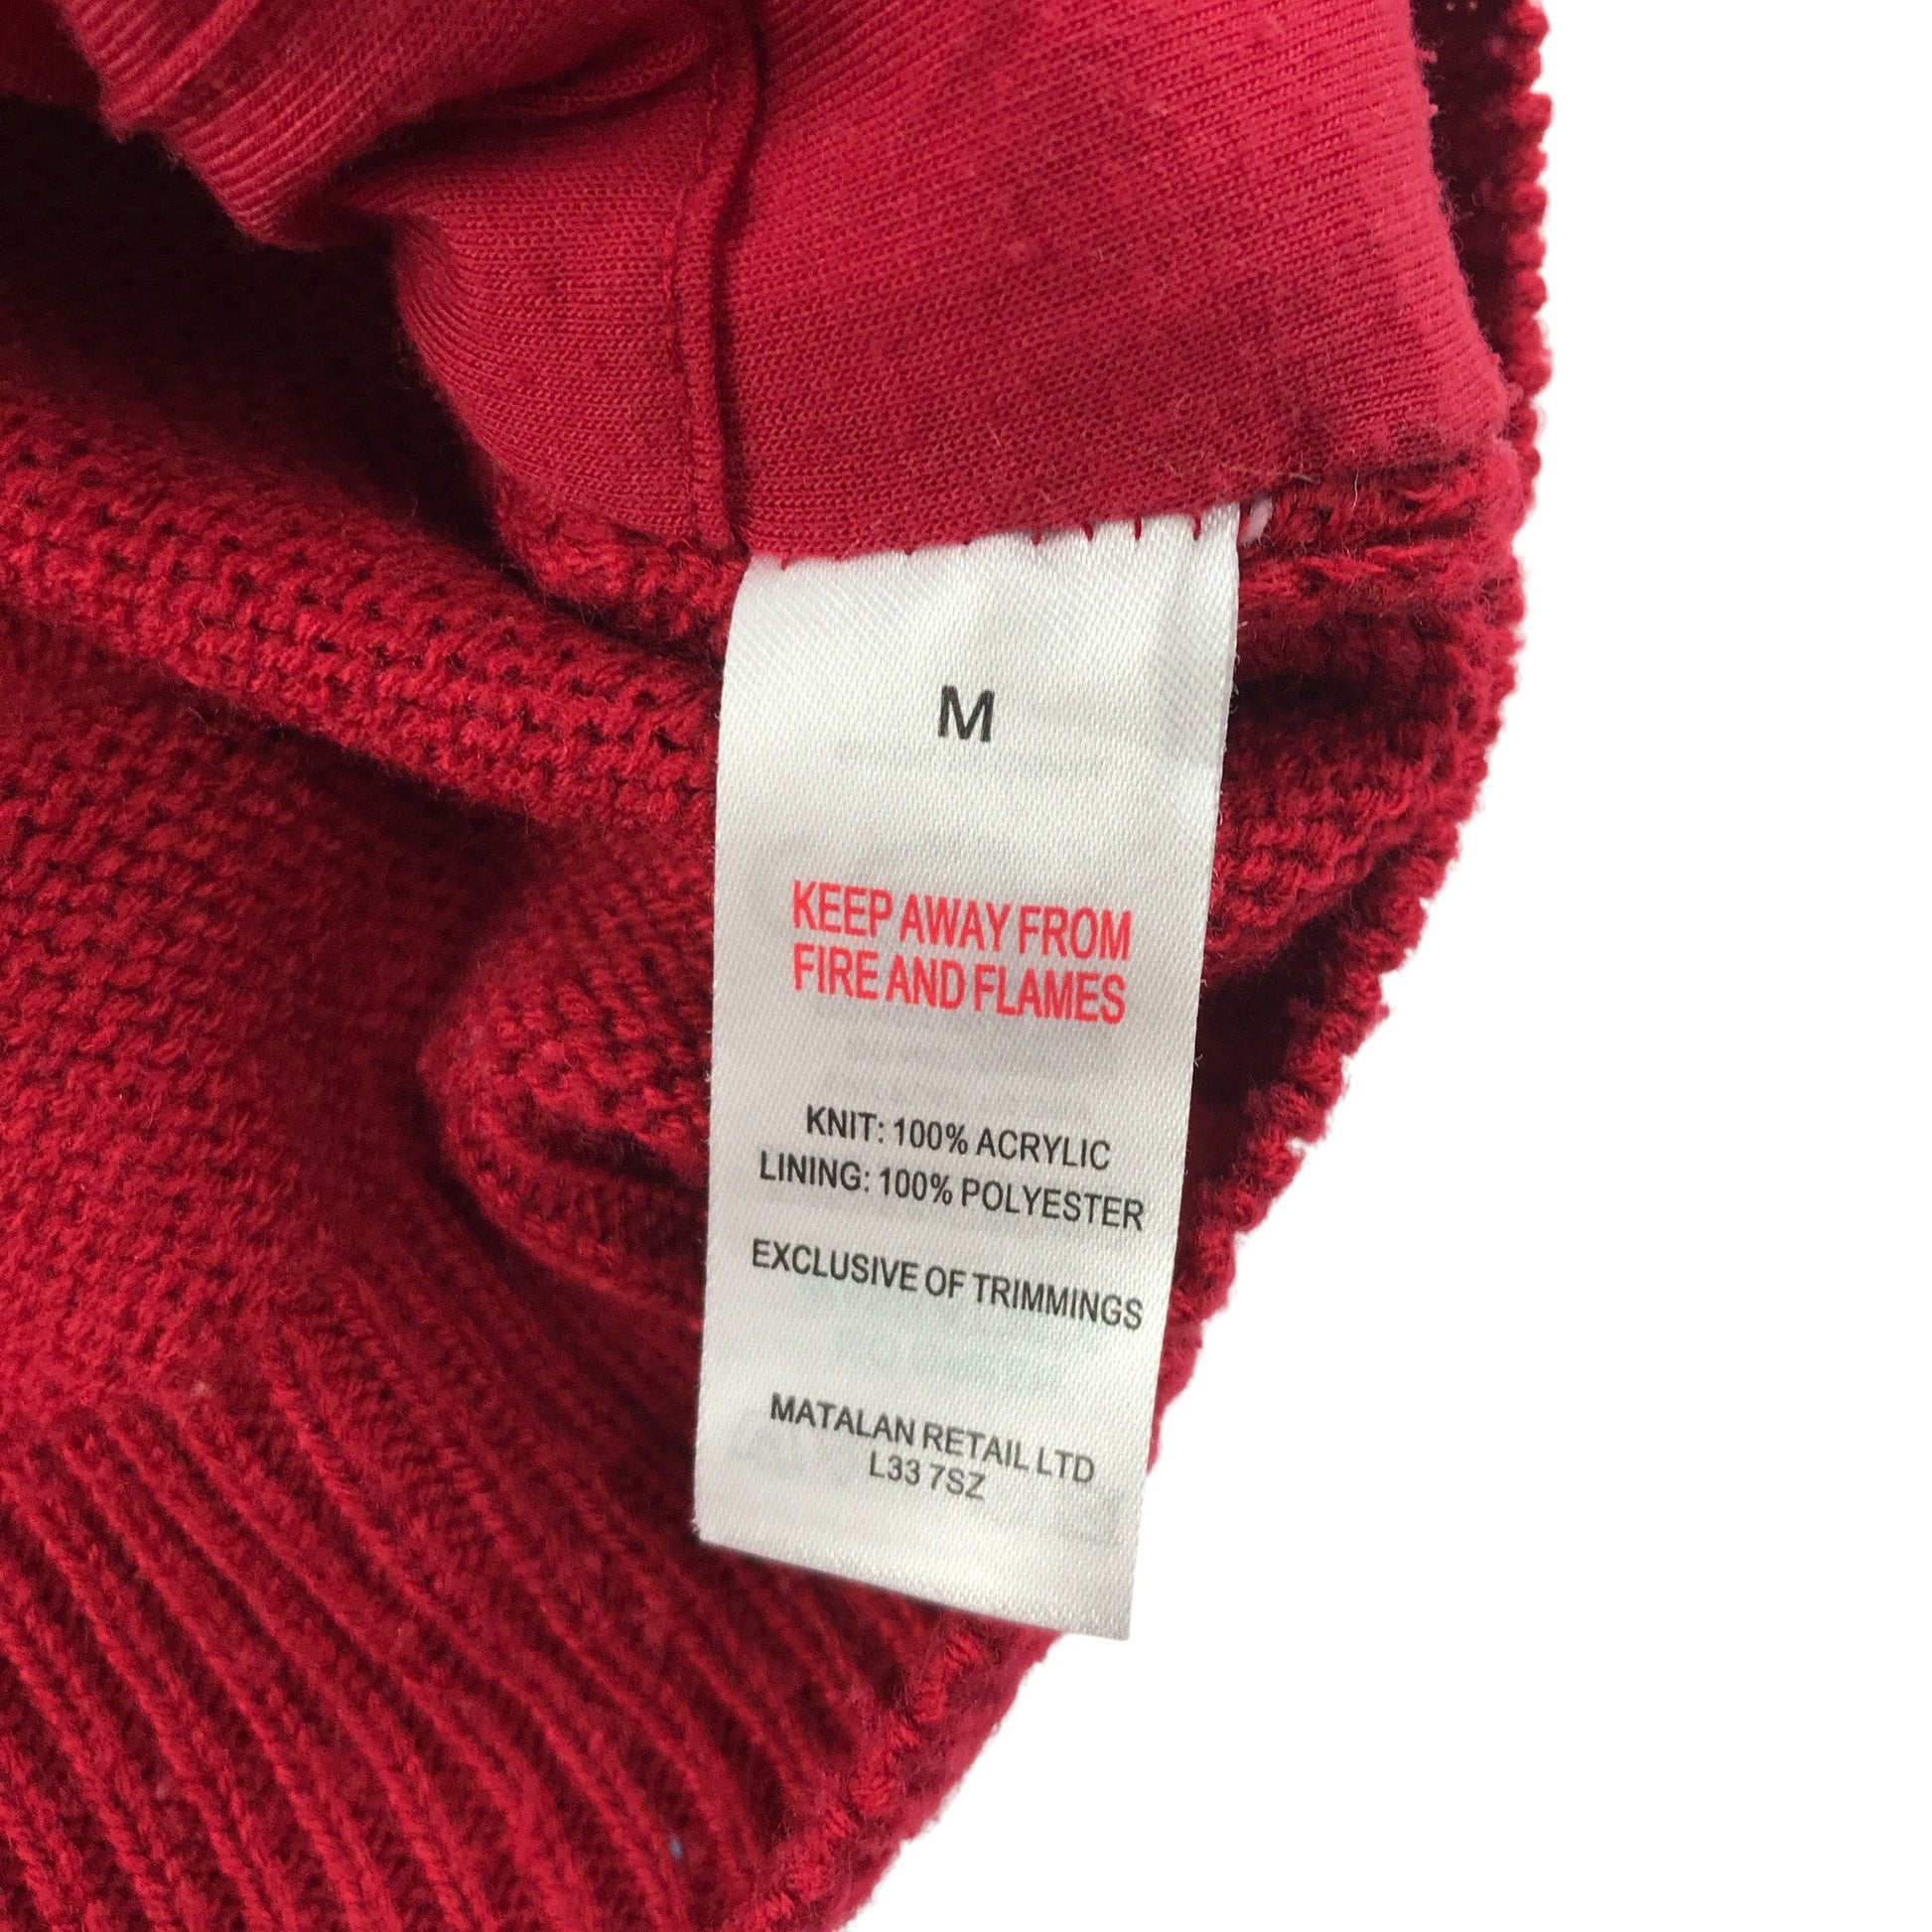 M
KEEP AWAY FROM
FIRE AND FLAMES
KNIT: 100% ACRYLIC
LINING: 100% POLYESTER
EXCLUSIVE OF TRIMMINGS
MATALAN RETAIL LTD
L33 7SZ